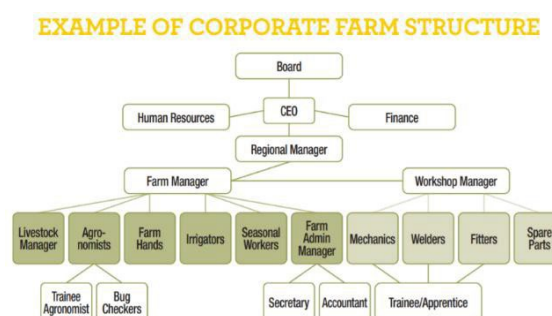 EXAMPLE OF CORPORATE FARM STRUCTURE
Board
CEO
Human Resources
Finance
Regional Manager
Farm Manager
Workshop Manager
Livestock
Manager
Agro-
nomists
Farm
Hands
Irrigators
Seasonal
Workers
Farm
Admin
Manager
Mechanics
Welders
Fitters
Spare
Parts
Trainee
Agronomist
Bug
Checkers
Secretary
Accountant
Trainee/Apprentice